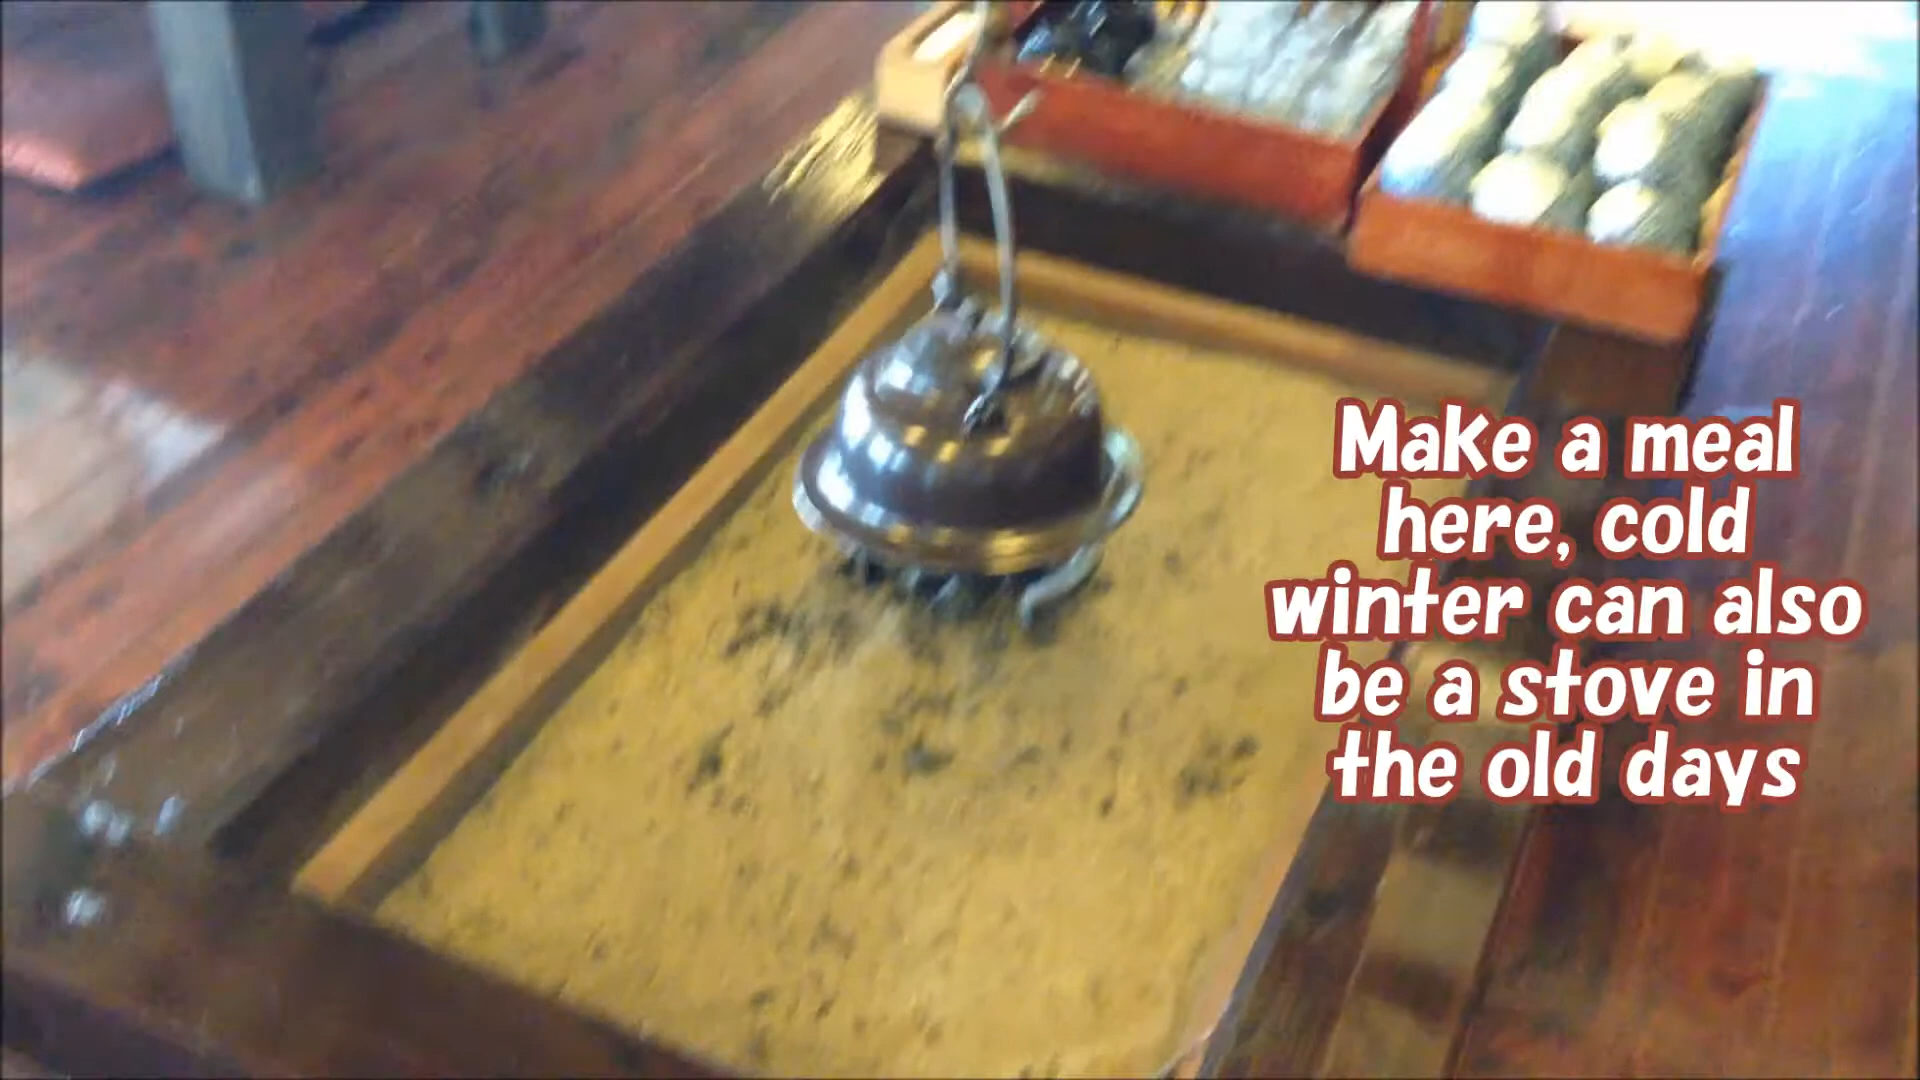 Make a meal
here, cold
winter can also
be a stove in
the old days